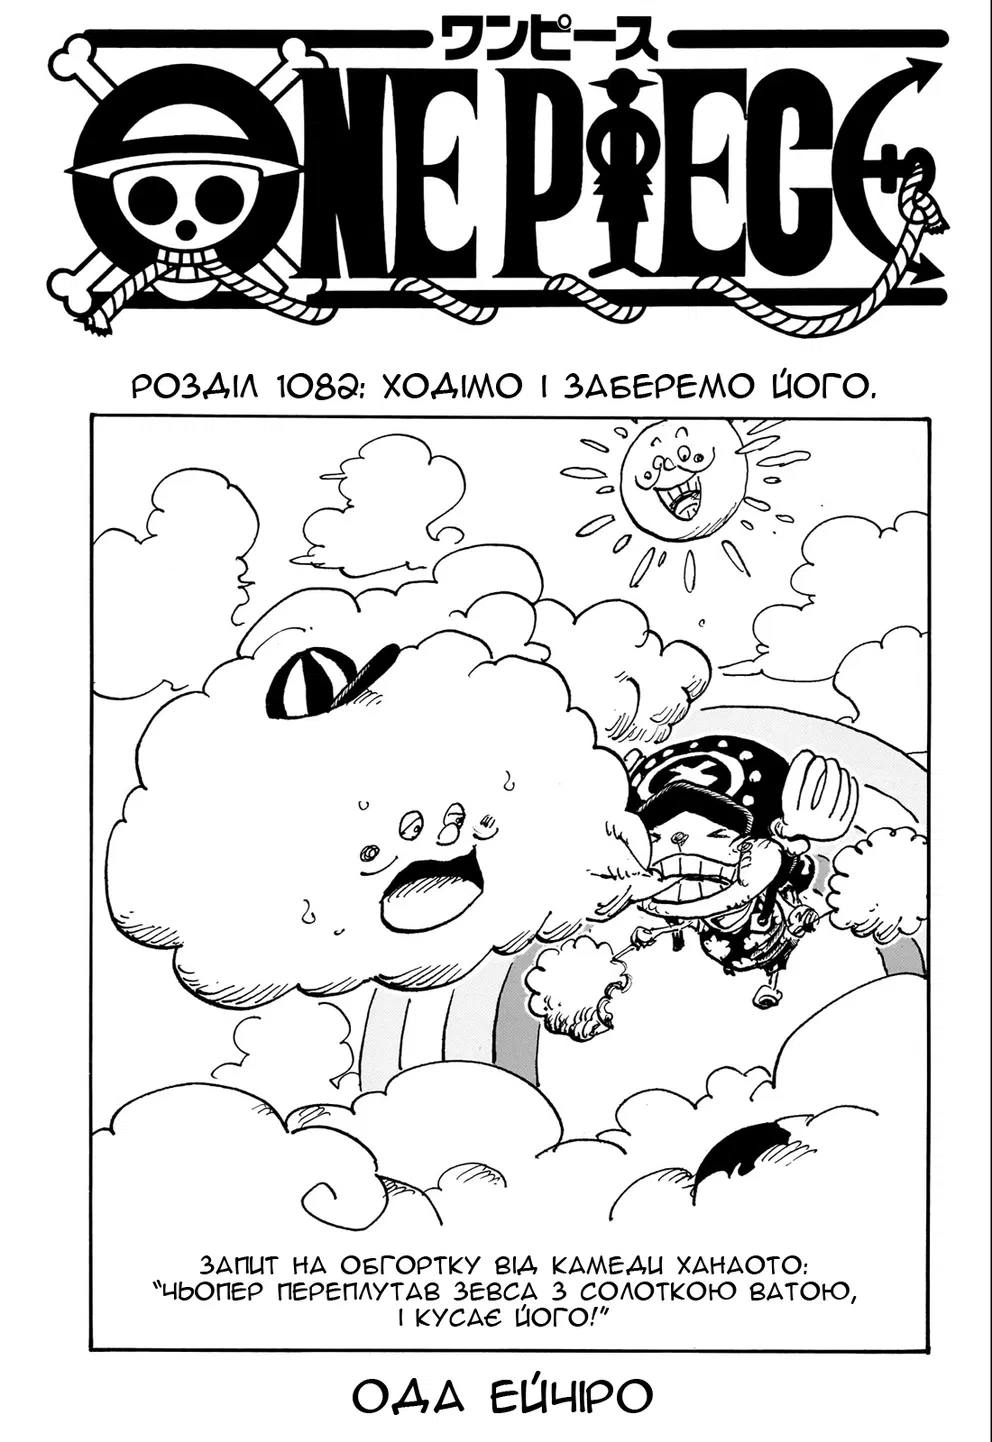 ワンピース
ONE PIECE
РОЗДІЛ 1082: ХОДІМО І ЗАБЕРЕМО ЙОГО.
ЗАПИТ НА ОБГОРТКУ ВІД КАМЕДИ ХАНАОТО:
"ЧЬОПЕР ПЕРЕПЛУТАВ ЗЕВСА З СОЛОТКОЮ ВАТОЮ,
І КУСАЄ ЙОГО!"
ОДА ЕЙЧІРО